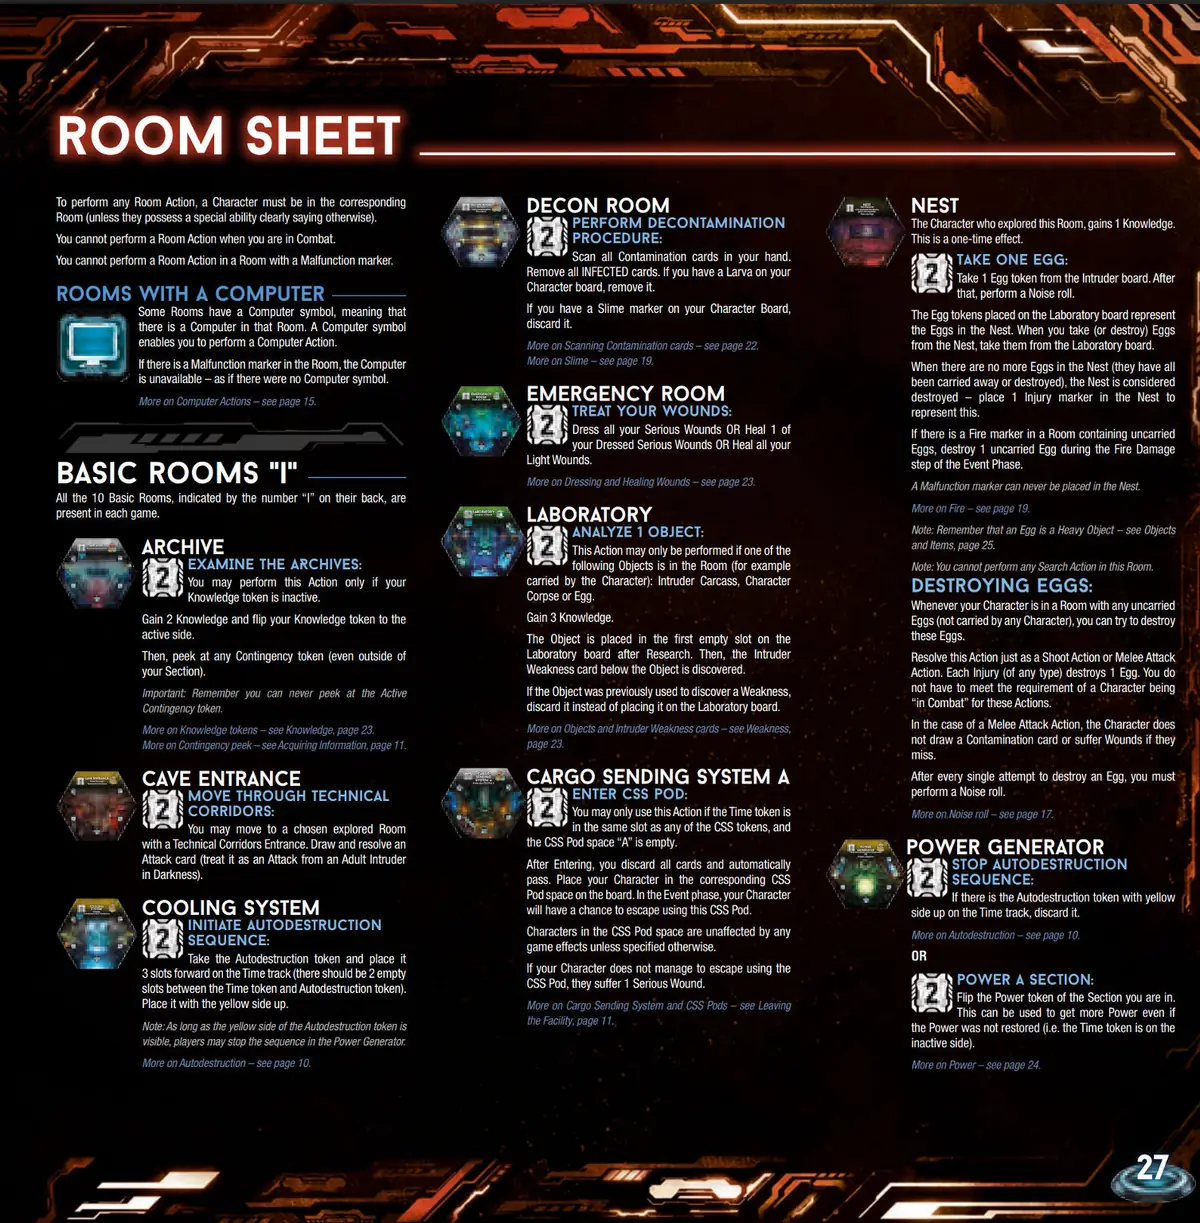 ROOM SHEET
To perform any Room Action, a Character must be in the corresponding
Room (unless they possess a special ability clearly saying otherwise).
You cannot perform a Room Action when you are in Combat.
You cannot perform a Room Action in a Room with a Malfunction marker.
ROOMS WITH A COMPUTER
Some Rooms have a Computer symbol, meaning that
there is a Computer in that Room. A Computer symbol
enables you to perform a Computer Action.
If there is a Malfunction marker in the Room, the Computer
is unavailable – as if there were no Computer symbol.
More on Computer Actions – see page 15.
BASIC ROOMS "I"
All the 10 Basic Rooms, indicated by the number “I” on their back, are
present in each game.
ARCHIVE
2
EXAMINE THE ARCHIVES:
You may perform this Action only if your
Knowledge token is inactive.
Gain 2 Knowledge and flip your Knowledge token to the
active side.
Then, peek at any Contingency token (even outside of
your Section).
Important: Remember you can never peek at the Active
Contingency token.
More on Knowledge tokens – see Knowledge, page 23.
More on Contingency peek – see Acquiring Information, page 11.
CAVE ENTRANCE
2
MOVE THROUGH TECHNICAL
CORRIDORS:
You may move to a chosen explored Room
with a Technical Corridors Entrance. Draw and resolve an
Attack card (treat it as an Attack from an Adult Intruder
in Darkness).
COOLING SYSTEM
2
INITIATE AUTODESTRUCTION
SEQUENCE:
Take the Autodestruction token and place it
3 slots forward on the Time track (there should be 2 empty
slots between the Time token and Autodestruction token).
Place it with the yellow side up.
Note: As long as the yellow side of the Autodestruction token is
visible, players may stop the sequence in the Power Generator.
More on Autodestruction – see page 10.
DECON ROOM
2
PERFORM DECONTAMINATION
PROCEDURE:
Scan all Contamination cards in your hand.
Remove all INFECTED cards. If you have a Larva on your
Character board, remove it.
If you have a Slime marker on your Character Board,
discard it.
More on Scanning Contamination cards – see page 22.
More on Slime – see page 19.
EMERGENCY ROOM
2
TREAT YOUR WOUNDS:
Dress all your Serious Wounds OR Heal 1 of
your Dressed Serious Wounds OR Heal all your
Light Wounds.
More on Dressing and Healing Wounds – see page 23.
LABORATORY
2
ANALYZE 1 OBJECT:
This Action may only be performed if one of the
following Objects is in the Room (for example
carried by the Character): Intruder Carcass, Character
Corpse or Egg.
Gain 3 Knowledge.
The Object is placed in the first empty slot on the
Laboratory board after Research. Then, the Intruder
Weakness card below the Object is discovered.
If the Object was previously used to discover a Weakness,
discard it instead of placing it on the Laboratory board.
More on Objects and Intruder Weakness cards – see Weakness,
page 23.
CARGO SENDING SYSTEM A
2
ENTER CSS POD:
You may only use this Action if the Time token is
in the same slot as any of the CSS tokens, and
the CSS Pod space “A” is empty.
After Entering, you discard all cards and automatically
pass. Place your Character in the corresponding CSS
Pod space on the board. In the Event phase, your Character
will have a chance to escape using this CSS Pod.
Characters in the CSS Pod space are unaffected by any
game effects unless specified otherwise.
If your Character does not manage to escape using the
CSS Pod, they suffer 1 Serious Wound.
More on Cargo Sending System and CSS Pods – see Leaving
the Facility, page 11.
NEST
The Character who explored this Room, gains 1 Knowledge.
This is a one-time effect.
2
TAKE ONE EGG:
Take 1 Egg token from the Intruder board. After
that, perform a Noise roll.
The Egg tokens placed on the Laboratory board represent
the Eggs in the Nest. When you take (or destroy) Eggs
from the Nest, take them from the Laboratory board.
When there are no more Eggs in the Nest (they have all
been carried away or destroyed), the Nest is considered
destroyed – place 1 Injury marker in the Nest to
represent this.
If there is a Fire marker in a Room containing uncarried
Eggs, destroy 1 uncarried Egg during the Fire Damage
step of the Event Phase.
A Malfunction marker can never be placed in the Nest.
More on Fire – see page 19.
Note: Remember that an Egg is a Heavy Object – see Objects
and Items, page 25.
Note: You cannot perform any Search Action in this Room.
DESTROYING EGGS:
Whenever your Character is in a Room with any uncarried
Eggs (not carried by any Character), you can try to destroy
these Eggs.
Resolve this Action just as a Shoot Action or Melee Attack
Action. Each Injury (of any type) destroys 1 Egg. You do
not have to meet the requirement of a Character being
“in Combat” for these Actions.
In the case of a Melee Attack Action, the Character does
not draw a Contamination card or suffer Wounds if they
miss.
After every single attempt to destroy an Egg, you must
perform a Noise roll.
More on Noise roll – see page 17.
POWER GENERATOR
2
STOP AUTODESTRUCTION
SEQUENCE:
If there is the Autodestruction token with yellow
side up on the Time track, discard it.
More on Autodestruction – see page 10.
OR
2
POWER A SECTION:
Flip the Power token of the Section you are in.
This can be used to get more Power even if
the Power was not restored (i.e. the Time token is on the
inactive side).
More on Power – see page 24.
27